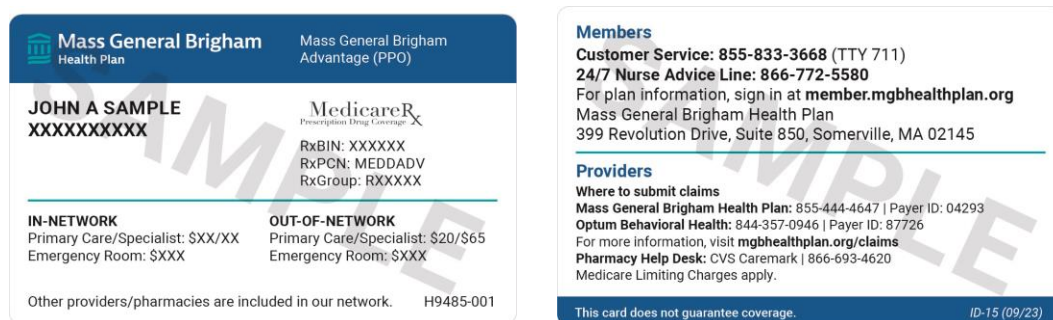 Mass General Brigham
Health Plan
Mass General Brigham
Advantage (PPO)
JOHN A SAMPLE
XXXXXXXXXX
MedicareRx
Prescription Drug Coverage
RxBIN: XXXXXX
RxPCN: MEDDADV
RxGroup: RXXXXX
IN-NETWORK
Primary Care/Specialist: $XX/XX
Emergency Room: $XXX
OUT-OF-NETWORK
Primary Care/Specialist: $20/$65
Emergency Room: $XXX
Other providers/pharmacies are included in our network. H9485-001
SAMPLE
Members
Customer Service: 855-833-3668 (TTY 711)
24/7 Nurse Advice Line: 866-772-5580
For plan information, sign in at member.mgbhealthplan.org
Mass General Brigham Health Plan
399 Revolution Drive, Suite 850, Somerville, MA 02145
Providers
Where to submit claims
Mass General Brigham Health Plan: 855-444-4647 | Payer ID: 04293
Optum Behavioral Health: 844-357-0946 | Payer ID: 87726
For more information, visit mgbhealthplan.org/claims
Pharmacy Help Desk: CVS Caremark | 866-693-4620
Medicare Limiting Charges apply.
This card does not guarantee coverage. ID-15 (09/23)
SAMPLE